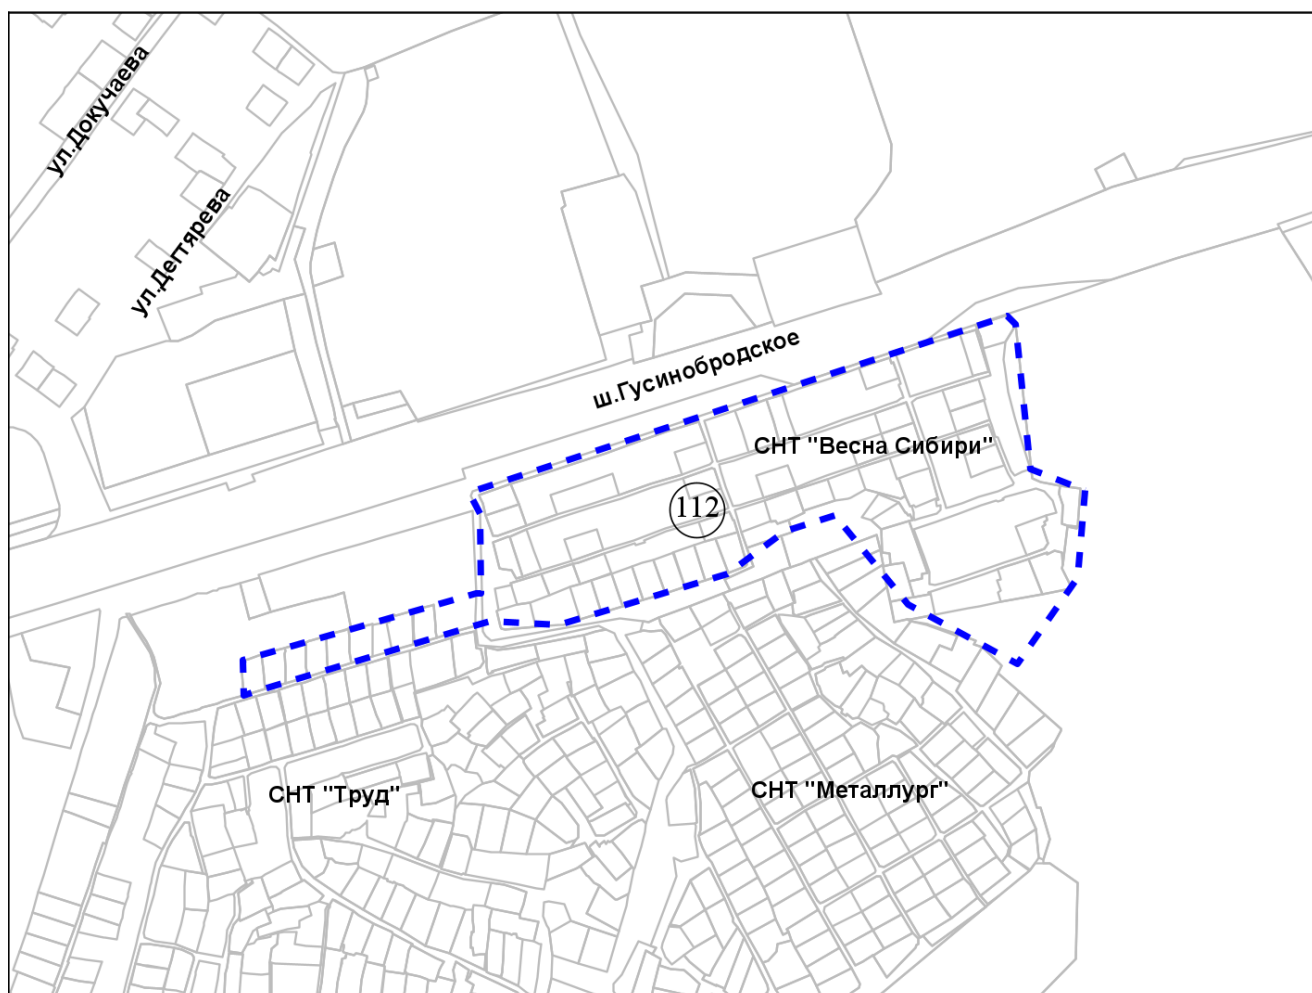 ул.Докучаева
ул.Дегтярева
ш.Гусинобродское
СНТ "Весна Сибири"
112
СНТ "Труд"
СНТ "Металлург"